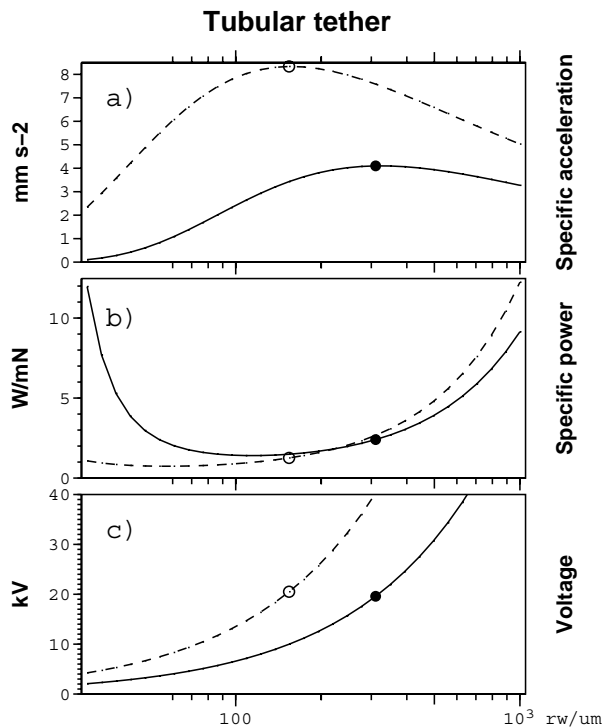 Tubular tether
a)
8
7
6
5
4
3
2
1
0
mm s−2
Specific acceleration
b)
10
5
0
W/mN
Specific power
c)
40
30
20
10
0
kV
Voltage
100
10³ rw/um